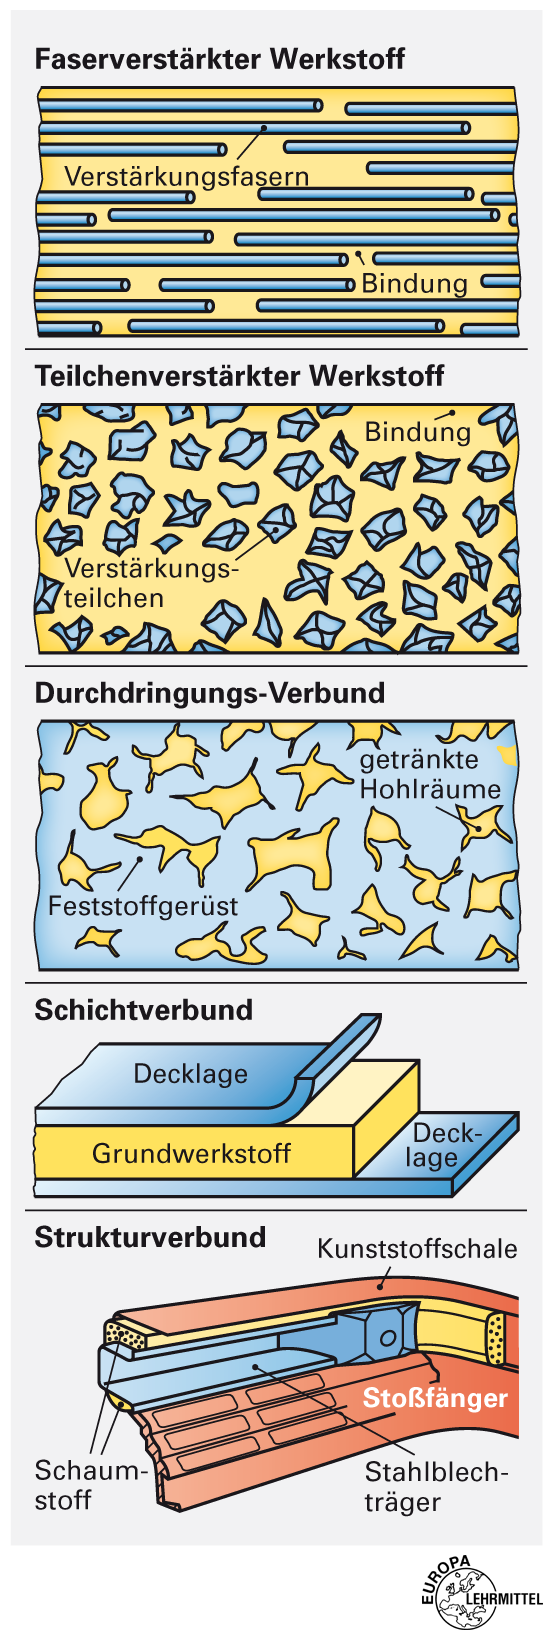 Faserverstärkter Werkstoff
Verstärkungsfasern
Bindung
Teilchenverstärkter Werkstoff
Bindung
Verstärkungs-
teilchen
Durchdringungs-Verbund
getränkte
Hohlräume
Feststoffgerüst
Schichtverbund
Decklage
Grundwerkstoff
Deck-
lage
Strukturverbund
Kunststoffschale
Stoßfänger
Schaum-
stoff
Stahlblech-
träger
EUROPA
LEHRMITTEL